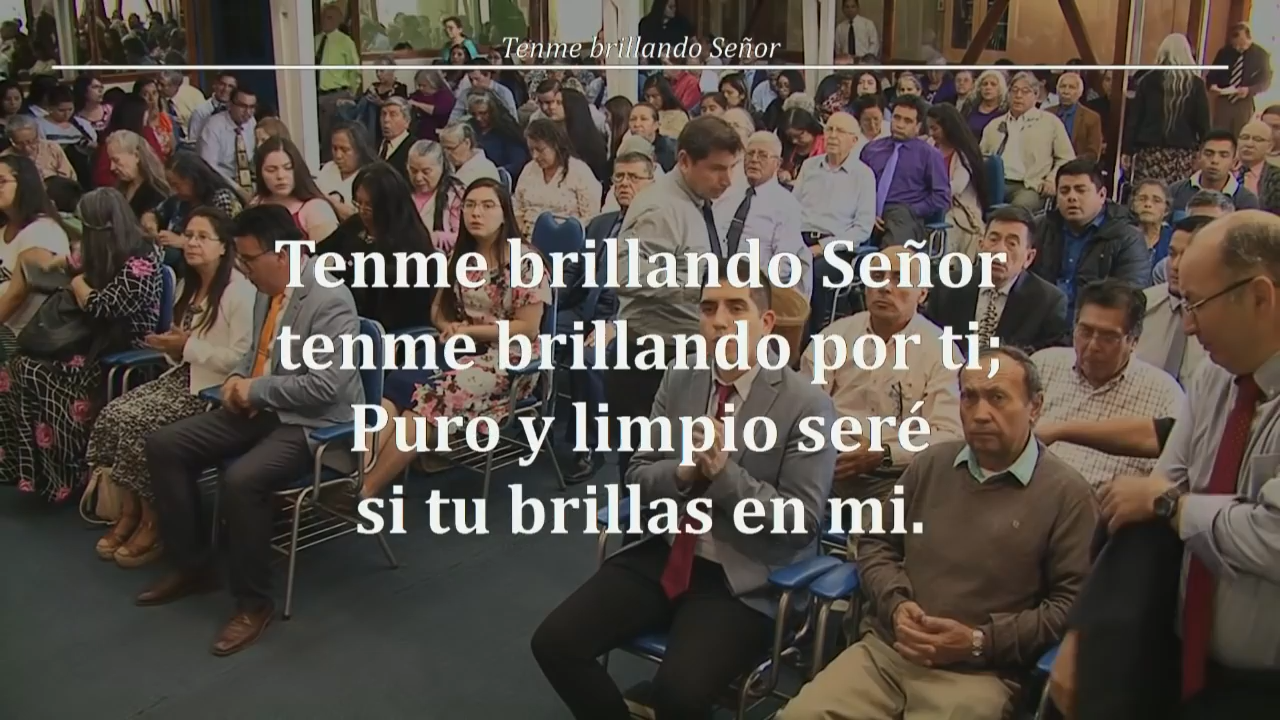 Tenme brillando Señor
Tenme brillando Señor
tenme brillando por ti;
Puro y limpio seré
si tu brillas en mi.